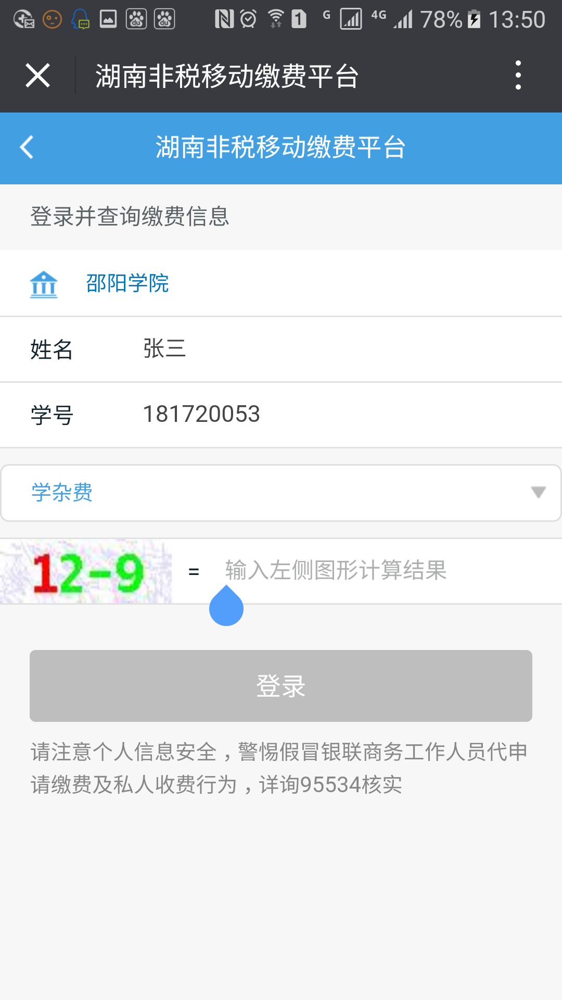 G 4G 78% 13:50
湖南非税移动缴费平台
湖南非税移动缴费平台
登录并查询缴费信息
邵阳学院
姓名 张三
学号 181720053
学杂费
12-9 = 输入左侧图形计算结果
登录
请注意个人信息安全，警惕假冒银联商务工作人员代申
请缴费及私人收费行为，详询95534核实